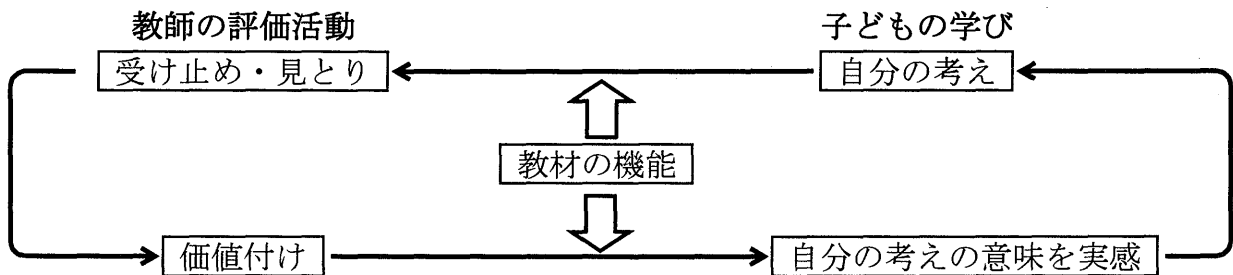 教師の評価活動
子どもの学び
受け止め・見とり
自分の考え
教材の機能
価値付け
自分の考えの意味を実感